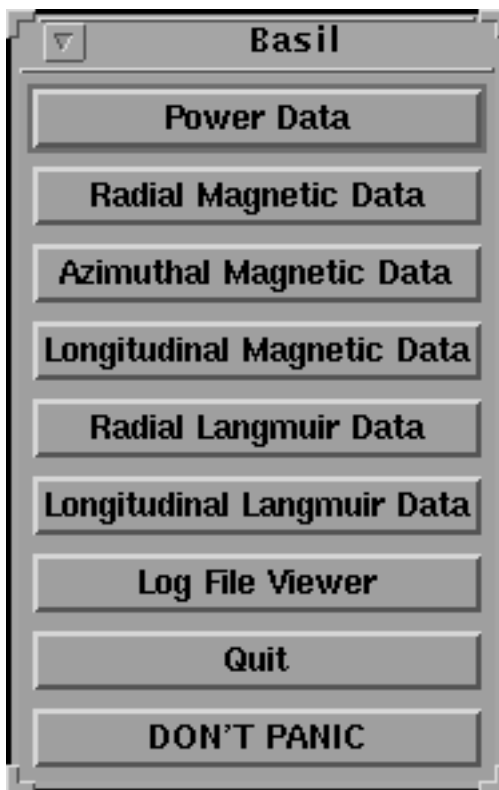 Basil
Power Data
Radial Magnetic Data
Azimuthal Magnetic Data
Longitudinal Magnetic Data
Radial Langmuir Data
Longitudinal Langmuir Data
Log File Viewer
Quit
DON'T PANIC